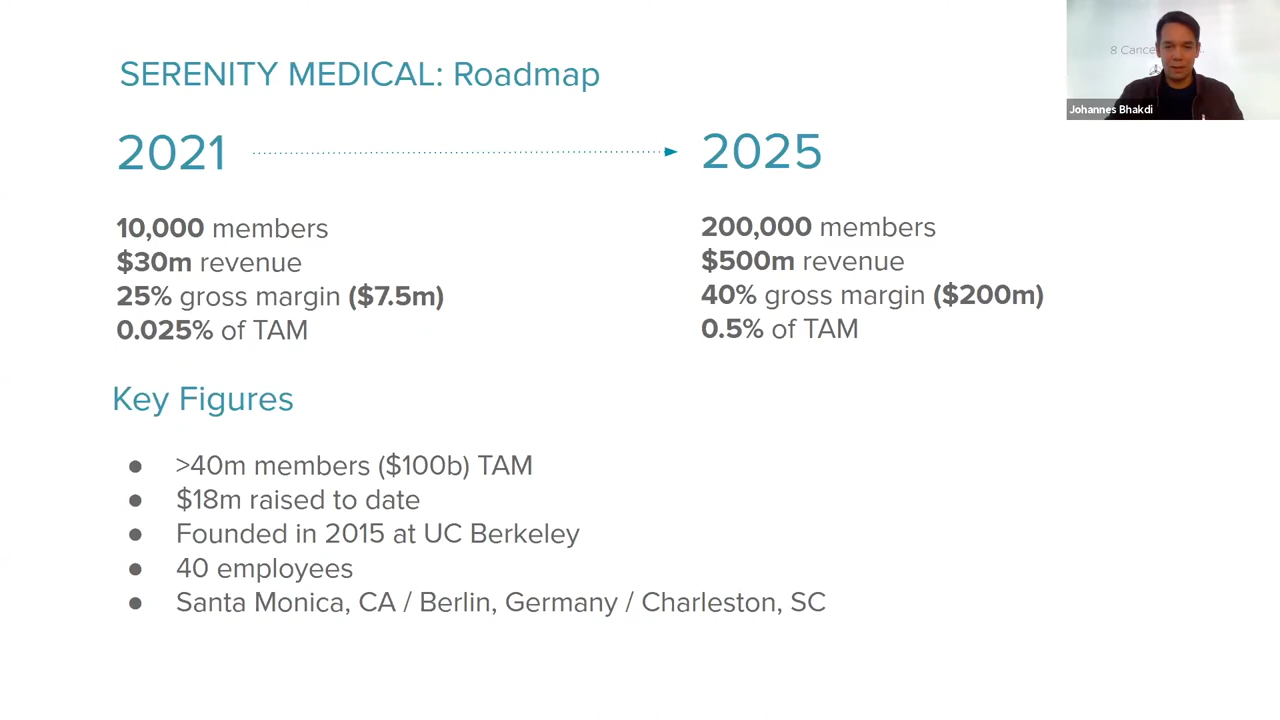 SERENITY MEDICAL: Roadmap
2021
2025
10,000 members
$30m revenue
25% gross margin ($7.5m)
0.025% of TAM
200,000 members
$500m revenue
40% gross margin ($200m)
0.5% of TAM
Key Figures
● >40m members ($100b) TAM
● $18m raised to date
● Founded in 2015 at UC Berkeley
● 40 employees
● Santa Monica, CA / Berlin, Germany / Charleston, SC
8
Johannes Bhakdi